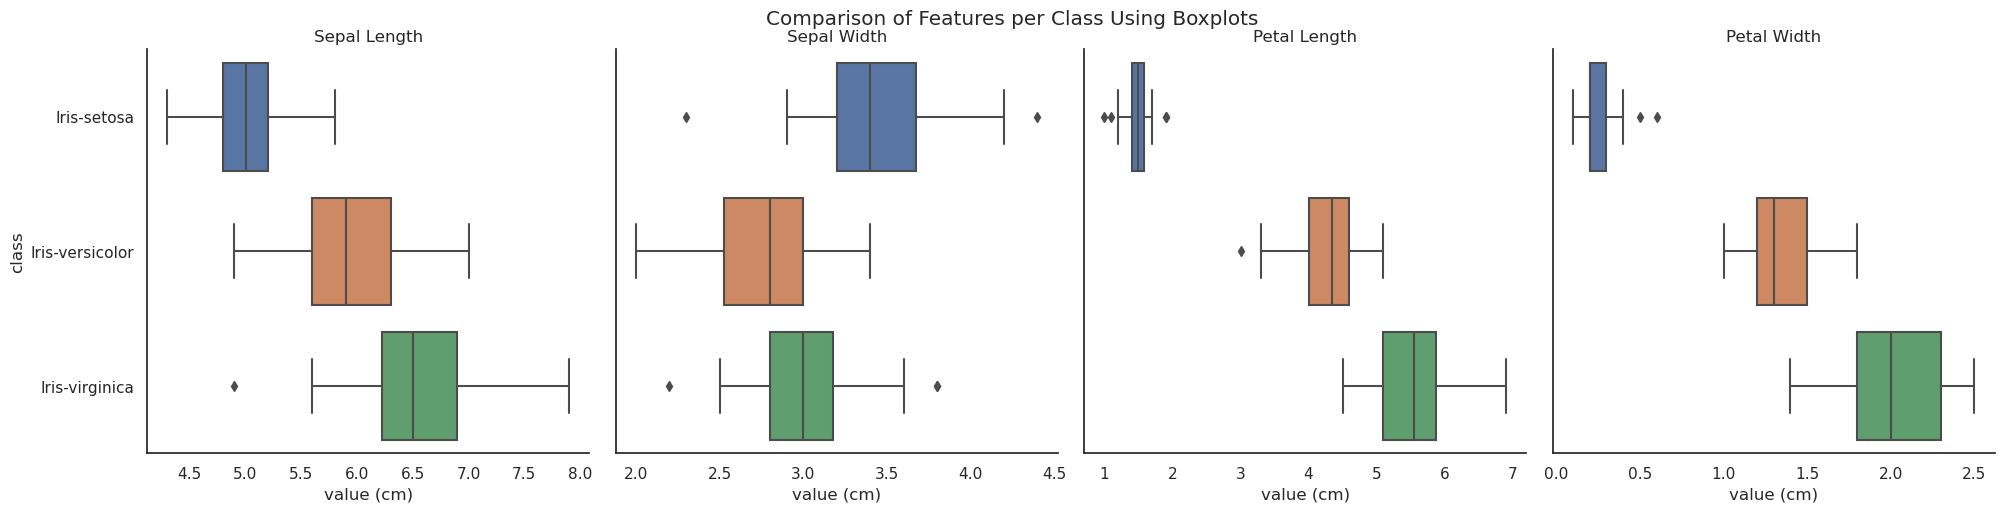 Comparison of Features per Class Using Boxplots
Sepal Length
Sepal Width
Petal Length
Petal Width
class
Iris-setosa
Iris-versicolor
Iris-virginica
4.5 5.0 5.5 6.0 6.5 7.0 7.5 8.0
2.0 2.5 3.0 3.5 4.0 4.5
1 2 3 4 5 6 7
0.0 0.5 1.0 1.5 2.0 2.5
value (cm)
value (cm)
value (cm)
value (cm)